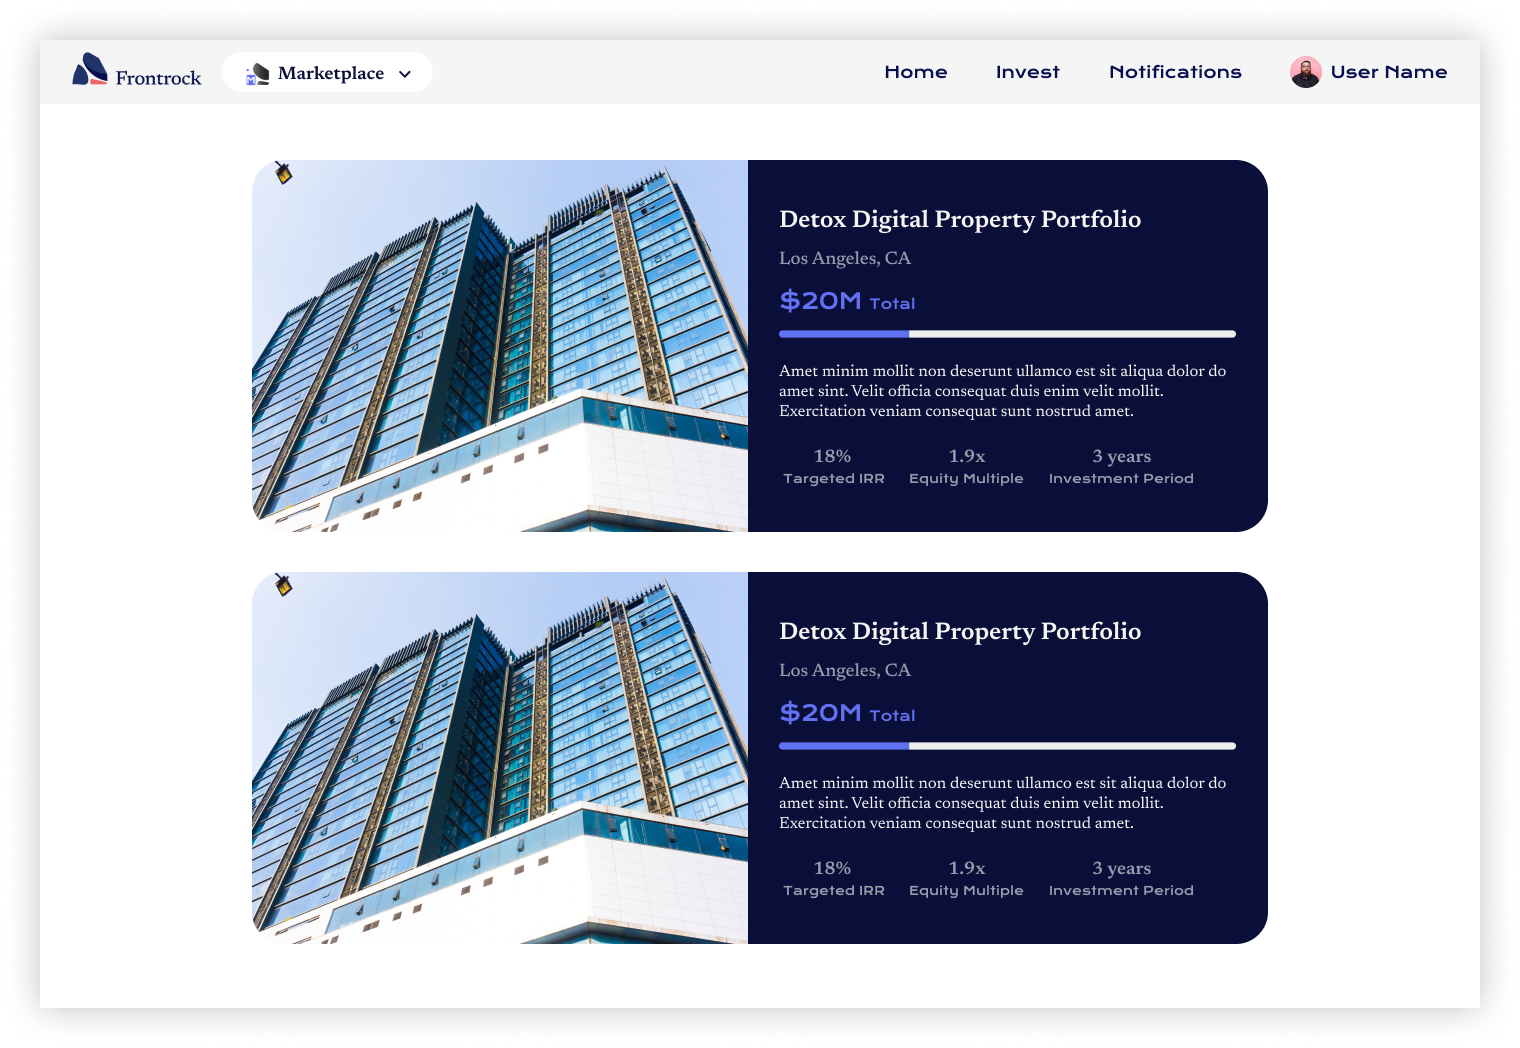 Frontrock
Marketplace
Home Invest Notifications User Name
Detox Digital Property Portfolio
Los Angeles, CA
$20M Total
Amet minim mollit non deserunt ullamco est sit aliqua dolor do
amet sint. Velit officia consequat duis enim velit mollit.
Exercitation veniam consequat sunt nostrud amet.
18% 1.9x 3 years
Targeted IRR Equity Multiple Investment Period
Detox Digital Property Portfolio
Los Angeles, CA
$20M Total
Amet minim mollit non deserunt ullamco est sit aliqua dolor do
amet sint. Velit officia consequat duis enim velit mollit.
Exercitation veniam consequat sunt nostrud amet.
18% 1.9x 3 years
Targeted IRR Equity Multiple Investment Period